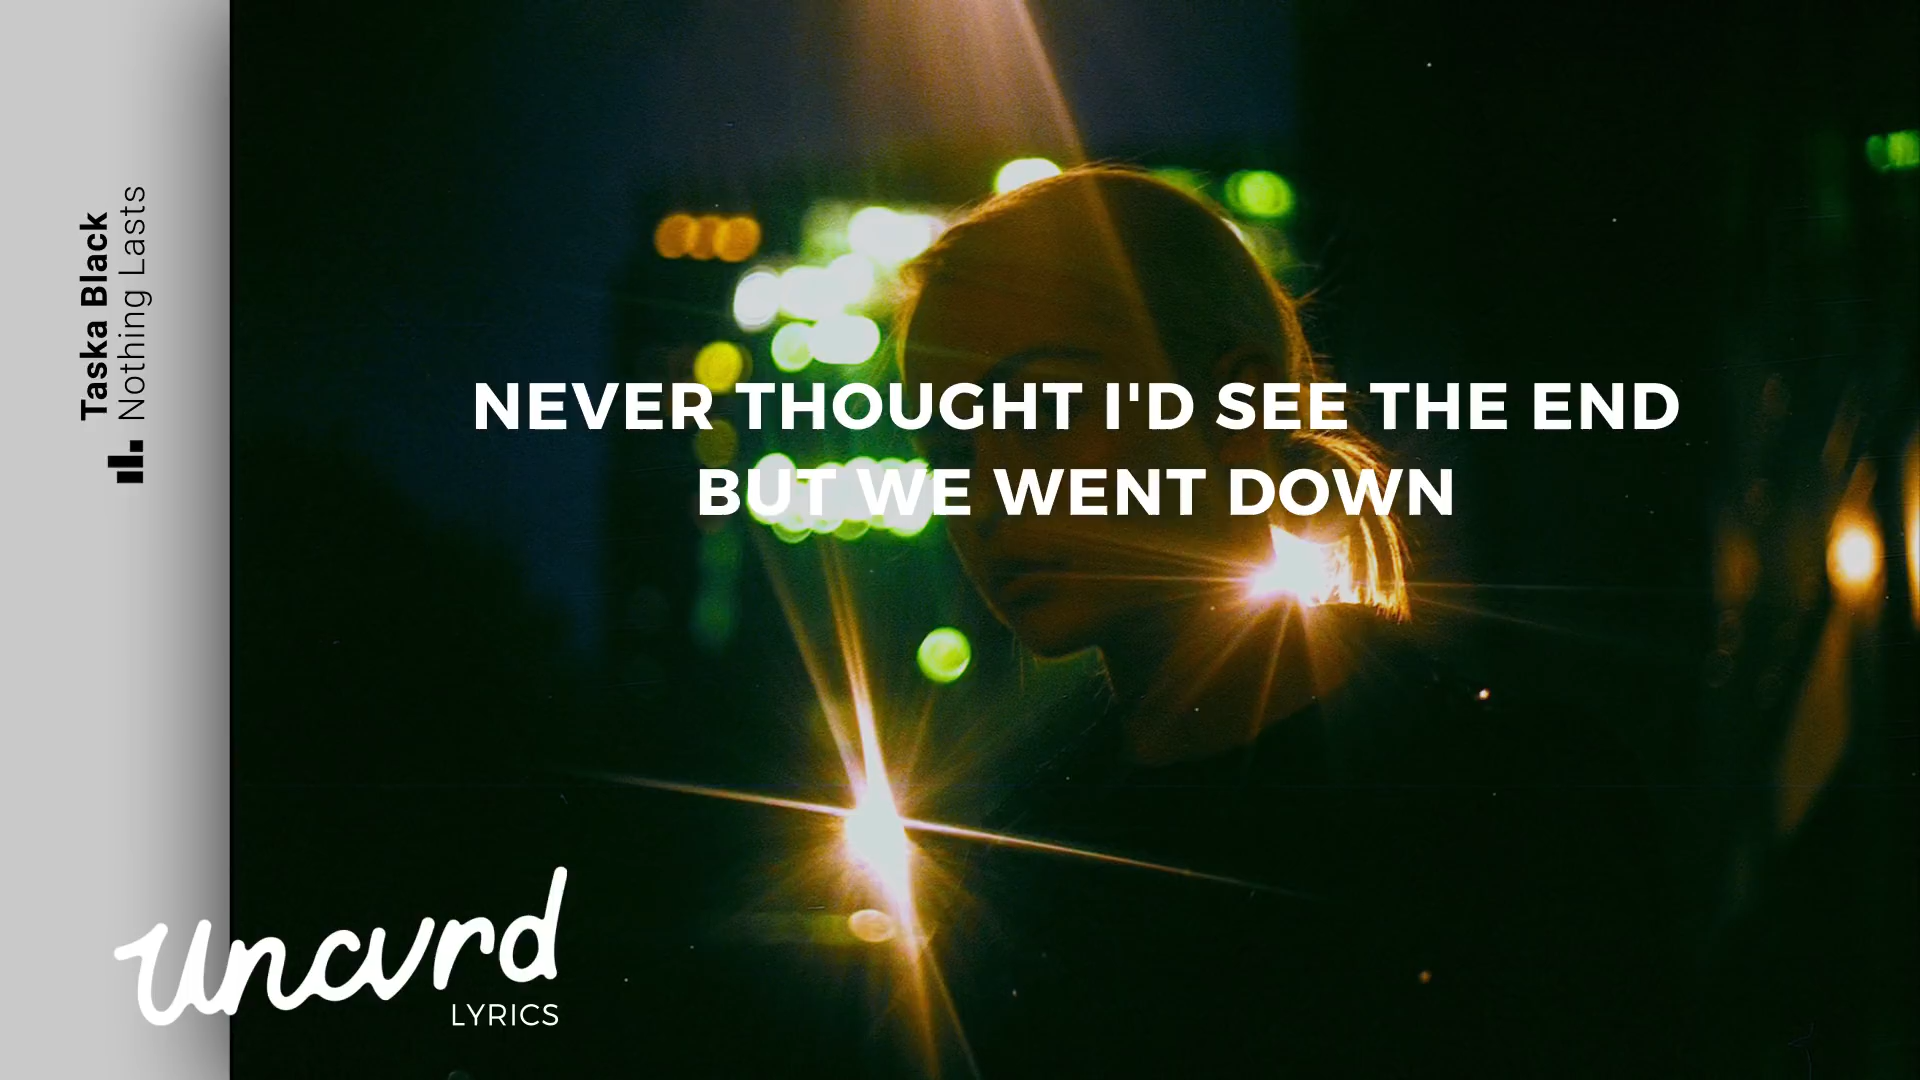 Taska Black
Nothing Lasts
NEVER THOUGHT I'D SEE THE END
BUT WE WENT DOWN
uncvrd
LYRICS